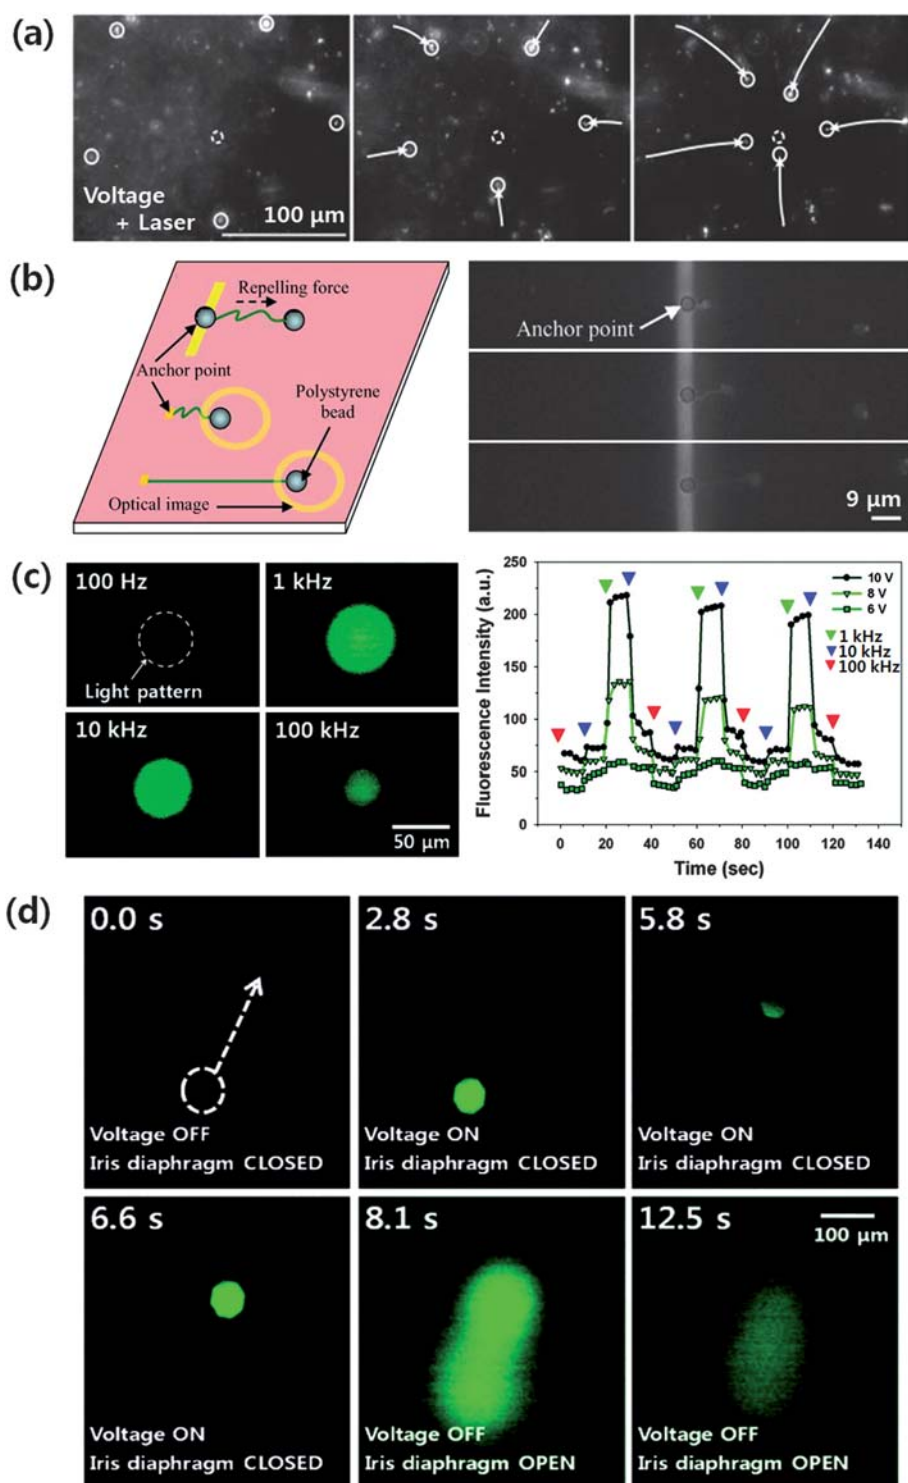 (a)
Voltage
+ Laser
100 μm
(b)
Repelling force
Anchor point
Polystyrene
bead
Optical image
Anchor point
9 μm
(c)
100 Hz
Light pattern
1 kHz
10 kHz
100 kHz
50 μm
Fluorescence Intensity (a.u.)
250
200
150
100
50
0
0 20 40 60 80 100 120 140
Time (sec)
10 V
8 V
6 V
1 kHz
10 kHz
100 kHz
(d)
0.0 s
Voltage OFF
Iris diaphragm CLOSED
2.8 s
Voltage ON
Iris diaphragm CLOSED
5.8 s
Voltage ON
Iris diaphragm CLOSED
6.6 s
Voltage ON
Iris diaphragm CLOSED
8.1 s
Voltage OFF
Iris diaphragm OPEN
12.5 s
100 μm
Voltage OFF
Iris diaphragm OPEN